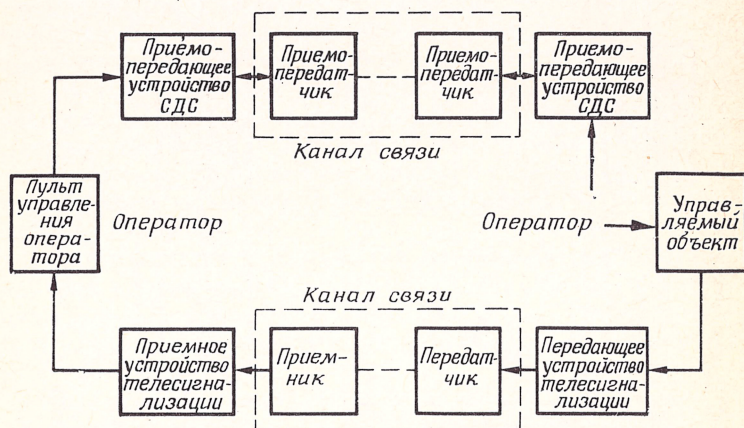 Приёмо-
передающее
устройство
СДС
Приемо-
передат-
чик
Приемо-
передат-
чик
Приемо-
передающее
устройство
СДС
Канал связи
Пульт
управле-
ния
опера-
тора
Оператор
Оператор
Управ-
ляемый
объект
Канал связи
Приемное
устройство
телесигна-
лизации
Прием-
ник
Передат-
чик
Передающее
устройство
телесигна-
лизации